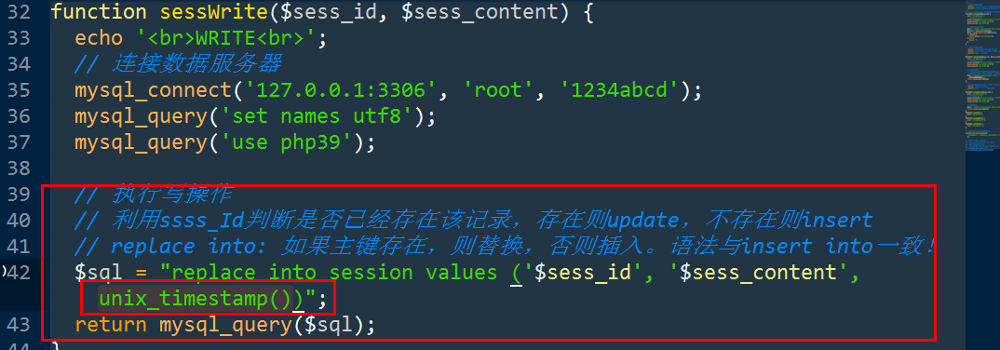 32 function sessWrite($sess_id, $sess_content) {
33 echo '<br>WRITE<br>';
34 // 连接数据服务器
35 mysql_connect('127.0.0.1:3306', 'root', '1234abcd');
36 mysql_query('set names utf8');
37 mysql_query('use php39');
38
39 // 执行写操作
40 // 利用ssss_Id判断是否已经存在该记录，存在则update，不存在则insert
41 // replace into: 如果主键存在，则替换，否则插入。语法与insert into一致！
42 $sql = "replace into session values ('$sess_id', '$sess_content',
unix_timestamp())";
43 return mysql_query($sql);
44 }